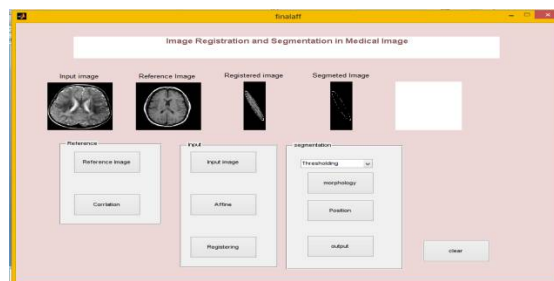 finalaff
Image Registration and Segmentation in Medical Image
Input image
Reference Image
Registered image
Segmeted Image
Reference
Reference image
Corrlation
Input
Input image
Affine
Registering
segmentation
Thresholding
morphology
Position
output
clear